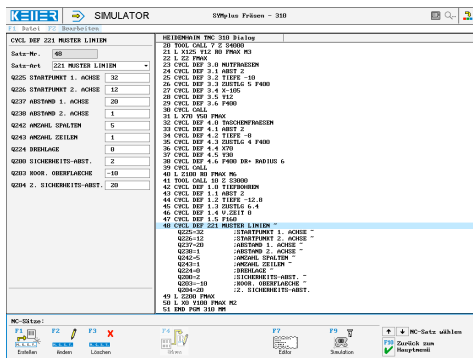 KELLER SIMULATOR SYMplus Fräsen - 310
F1 Datei F2 Bearbeiten
CYCL DEF 221 MUSTER LINIEN
Satz-Nr. 48
Satz-Art 221 MUSTER LINIEN
Q225 STARTPUNKT 1. ACHSE 32
Q226 STARTPUNKT 2. ACHSE 12
Q237 ABSTAND 1. ACHSE 20
Q238 ABSTAND 2. ACHSE 1
Q242 ANZAHL SPALTEN 5
Q243 ANZAHL ZEILEN 1
Q224 DREHLAGE 0
Q200 SICHERHEITS-ABST. 2
Q203 KOOR. OBERFLAECHE -10
Q204 2. SICHERHEITS-ABST. 20
HEIDENHAIN TNC 310 Dialog
20 TOOL CALL 7 Z S4000
21 L X125 Y12 R0 FMAX M3
22 L Z2 FMAX
23 CYCL DEF 3.0 NUTFRAESEN
24 CYCL DEF 3.1 ABST 2
25 CYCL DEF 3.2 TIEFE -10
26 CYCL DEF 3.3 ZUSTLG 5 F400
27 CYCL DEF 3.4 X-105
28 CYCL DEF 3.5 Y12
29 CYCL DEF 3.6 F400
30 CYCL CALL
31 L X70 Y50 FMAX
32 CYCL DEF 4.0 TASCHENFRAESEN
33 CYCL DEF 4.1 ABST 2
34 CYCL DEF 4.2 TIEFE -8
35 CYCL DEF 4.3 ZUSTLG 4 F400
36 CYCL DEF 4.4 X70
37 CYCL DEF 4.5 Y30
38 CYCL DEF 4.6 F400 DR+ RADIUS 6
39 CYCL CALL
40 L Z100 R0 FMAX M6
41 TOOL CALL 10 Z S3000
42 CYCL DEF 1.0 TIEFBOHREN
43 CYCL DEF 1.1 ABST 2
44 CYCL DEF 1.2 TIEFE -12.8
45 CYCL DEF 1.3 ZUSTLG 6.4
46 CYCL DEF 1.4 V.ZEIT 0
47 CYCL DEF 1.5 F160
48 CYCL DEF 221 MUSTER LINIEN ~
Q225=32 ;STARTPUNKT 1. ACHSE ~
Q226=12 ;STARTPUNKT 2. ACHSE ~
Q237=20 ;ABSTAND 1. ACHSE ~
Q238=1 ;ABSTAND 2. ACHSE ~
Q242=5 ;ANZAHL SPALTEN ~
Q243=1 ;ANZAHL ZEILEN ~
Q224=0 ;DREHLAGE ~
Q200=2 ;SICHERHEITS-ABST. ~
Q203=-10 ;KOOR. OBERFLAECHE ~
Q204=20 ;2. SICHERHEITS-ABST.
49 L Z200 FMAX
50 L X0 Y100 FMAX M2
51 END PGM 310 MM
NC-Sätze:
F1 F2 F3 F4 F7 F9 NC-Satz wählen
Erstellen Ändern Löschen Editor Simulation F10 Zurück zum Hauptmenü